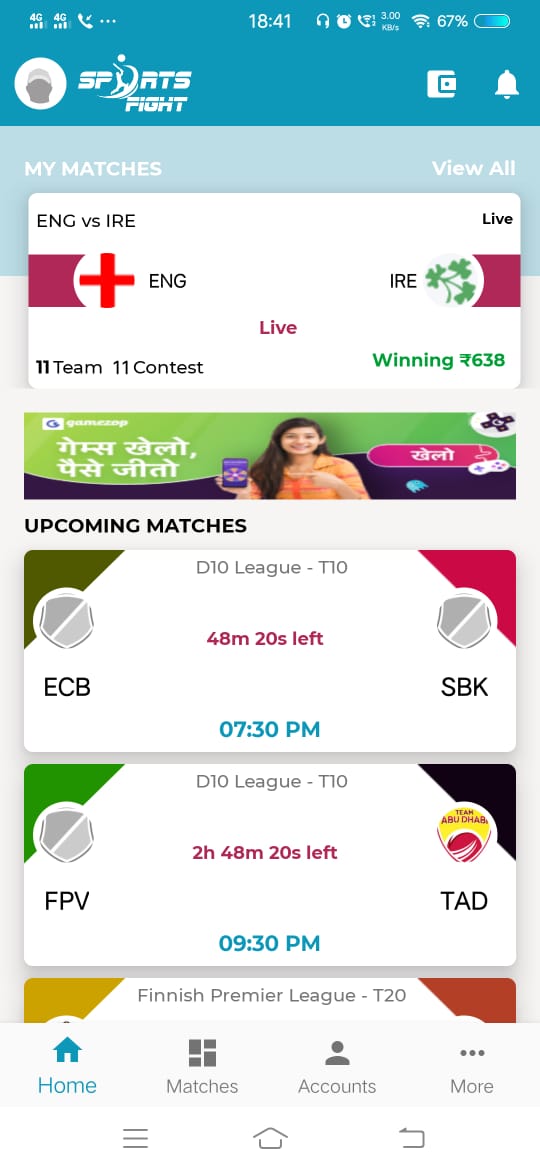 4G 4G 18:41 3.00 KB/s 67%
SPORTS
FIGHT
MY MATCHES View All
ENG vs IRE Live
ENG IRE
Live
11 Team 11 Contest Winning ₹638
gamezop
गेम्स खेलो,
पैसे जीतो
खेलो
UPCOMING MATCHES
D10 League - T10
48m 20s left
ECB SBK
07:30 PM
D10 League - T10
TEAM
ABU DHABI
2h 48m 20s left
FPV TAD
09:30 PM
Finnish Premier League - T20
Home Matches Accounts More